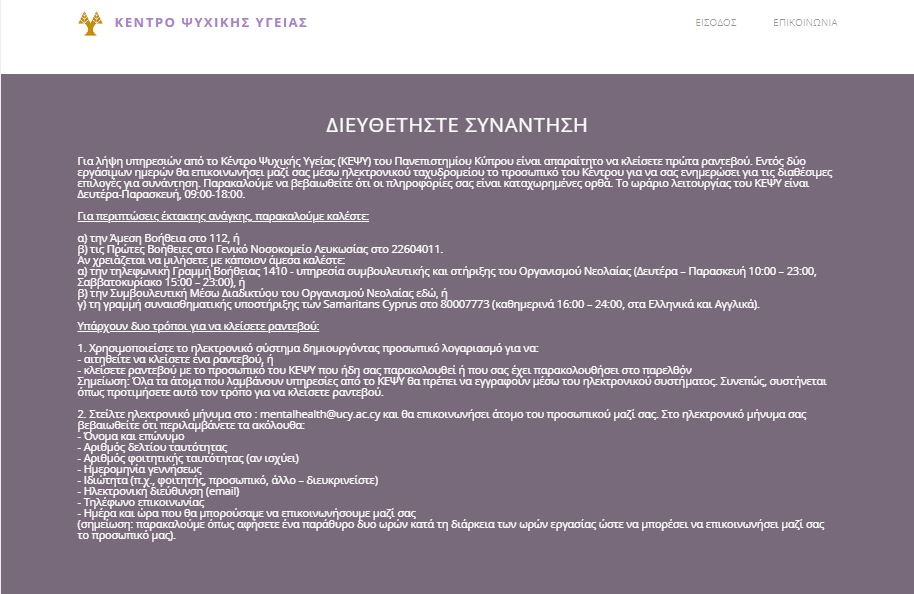 ΚΕΝΤΡΟ ΨΥΧΙΚΗΣ ΥΓΕΙΑΣ
ΕΙΣΟΔΟΣ
ΕΠΙΚΟΙΝΩΝΙΑ
ΔΙΕΥΘΕΤΗΣΤΕ ΣΥΝΑΝΤΗΣΗ
Για λήψη υπηρεσιών από το Κέντρο Ψυχικής Υγείας (ΚΕΨΥ) του Πανεπιστημίου Κύπρου είναι απαραίτητο να κλείσετε πρώτα ραντεβού. Εντός δύο
εργάσιμων ημερών θα επικοινωνήσει μαζί σας μέσω ηλεκτρονικού ταχυδρομείου το προσωπικό του Κέντρου για να σας ενημερώσει για τις διαθέσιμες
επιλογές για συνάντηση. Παρακαλούμε να βεβαιωθείτε ότι οι πληροφορίες σας είναι καταχωρημένες ορθά. Το ωράριο λειτουργίας του ΚΕΨΥ είναι
Δευτέρα-Παρασκευή, 09:00-18:00.
Για περιπτώσεις έκτακτης ανάγκης, παρακαλούμε καλέστε:
α) την Άμεση Βοήθεια στο 112, ή
β) τις Πρώτες Βοήθειες στο Γενικό Νοσοκομείο Λευκωσίας στο 22604011.
Αν χρειάζεται να μιλήσετε με κάποιον άμεσα καλέστε:
α) την τηλεφωνική Γραμμή Βοήθειας 1410 - υπηρεσία συμβουλευτικής και στήριξης του Οργανισμού Νεολαίας (Δευτέρα – Παρασκευή 10:00 – 23:00,
Σαββατοκυρίακο 15:00 – 23:00), ή
β) την Συμβουλευτική Μέσω Διαδικτύου του Οργανισμού Νεολαίας εδώ, ή
γ) τη γραμμή συναισθηματικής υποστήριξης των Samaritans Cyprus στο 80007773 (καθημερινά 16:00 – 24:00, στα Ελληνικά και Αγγλικά).
Υπάρχουν δυο τρόποι για να κλείσετε ραντεβού:
1. Χρησιμοποιείστε το ηλεκτρονικό σύστημα δημιουργόντας προσωπικό λογαριασμό για να:
- αιτηθείτε να κλείσετε ένα ραντεβού, ή
- κλείσετε ραντεβού με το προσωπικό του ΚΕΨΥ που ήδη σας παρακολουθεί ή που σας έχει παρακολουθήσει στο παρελθόν
Σημείωση: Όλα τα άτομα που λαμβάνουν υπηρεσίες από το ΚΕΨΥ θα πρέπει να εγγραφούν μέσω του ηλεκτρονικού συστήματος. Συνεπώς, συστήνεται
όπως προτιμήσετε αυτό τον τρόπο για να κλείσετε ραντεβού.
2. Στείλτε ηλεκτρονικό μήνυμα στο : mentalhealth@ucy.ac.cy και θα επικοινωνήσει άτομο του προσωπικού μαζί σας. Στο ηλεκτρονικό μήνυμα σας
βεβαιωθείτε ότι περιλαμβάνετε τα ακόλουθα:
- Όνομα και επώνυμο
- Αριθμός δελτίου ταυτότητας
- Αριθμός φοιτητικής ταυτότητας (αν ισχύει)
- Ημερομηνία γεννήσεως
- Ιδιώτητα (π.χ., φοιτητής, προσωπικό, άλλο – διευκρινείστε)
- Ηλεκτρονική διεύθυνση (email)
- Τηλέφωνο επικοινωνίας
- Ημέρα και ώρα που θα μπορούσαμε να επικοινωνήσουμε μαζί σας
(σημείωση: παρακαλούμε όπως αφήσετε ένα παράθυρο δυο ωρών κατά τη διάρκεια των ωρών εργασίας ώστε να μπορέσει να επικοινωνήσει μαζί σας
το προσωπικό μας).